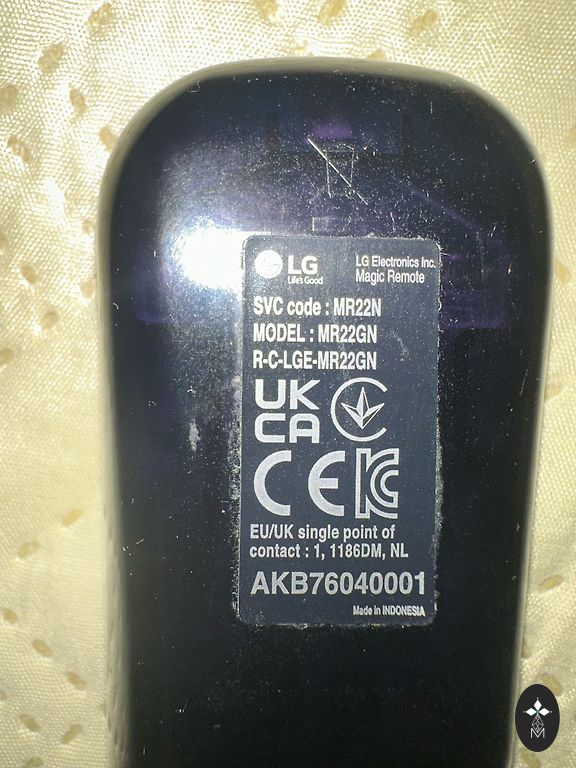 LG
Life's Good
LG Electronics Inc.
Magic Remote
SVC code : MR22N
MODEL : MR22GN
R-C-LGE-MR22GN
UK
CA
CE
EU/UK single point of
contact : 1, 1186DM, NL
AKB76040001
Made in INDONESIA